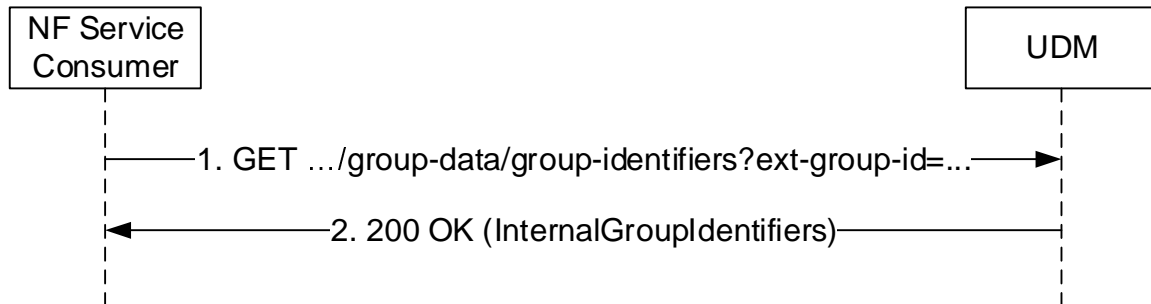 NF Service
Consumer
UDM
1. GET …/group-data/group-identifiers?ext-group-id=...
2. 200 OK (InternalGroupIdentifiers)